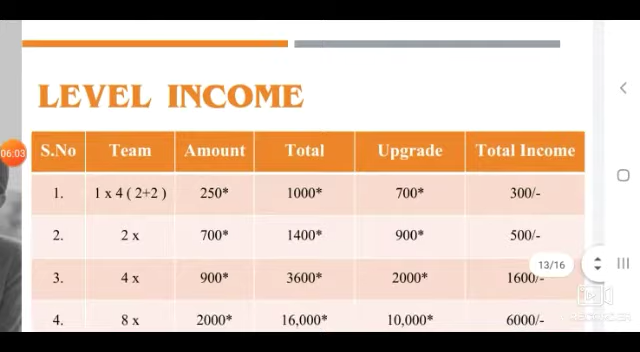 LEVEL INCOME
06:03
S.No Team Amount Total Upgrade Total Income
1. 1 x 4 ( 2+2 ) 250* 1000* 700* 300/-
2. 2 x 700* 1400* 900* 500/-
13/16
3. 4 x 900* 3600* 2000* 1600/-
4. 8 x 2000* 16,000* 10,000* 6000/-
RECORDER